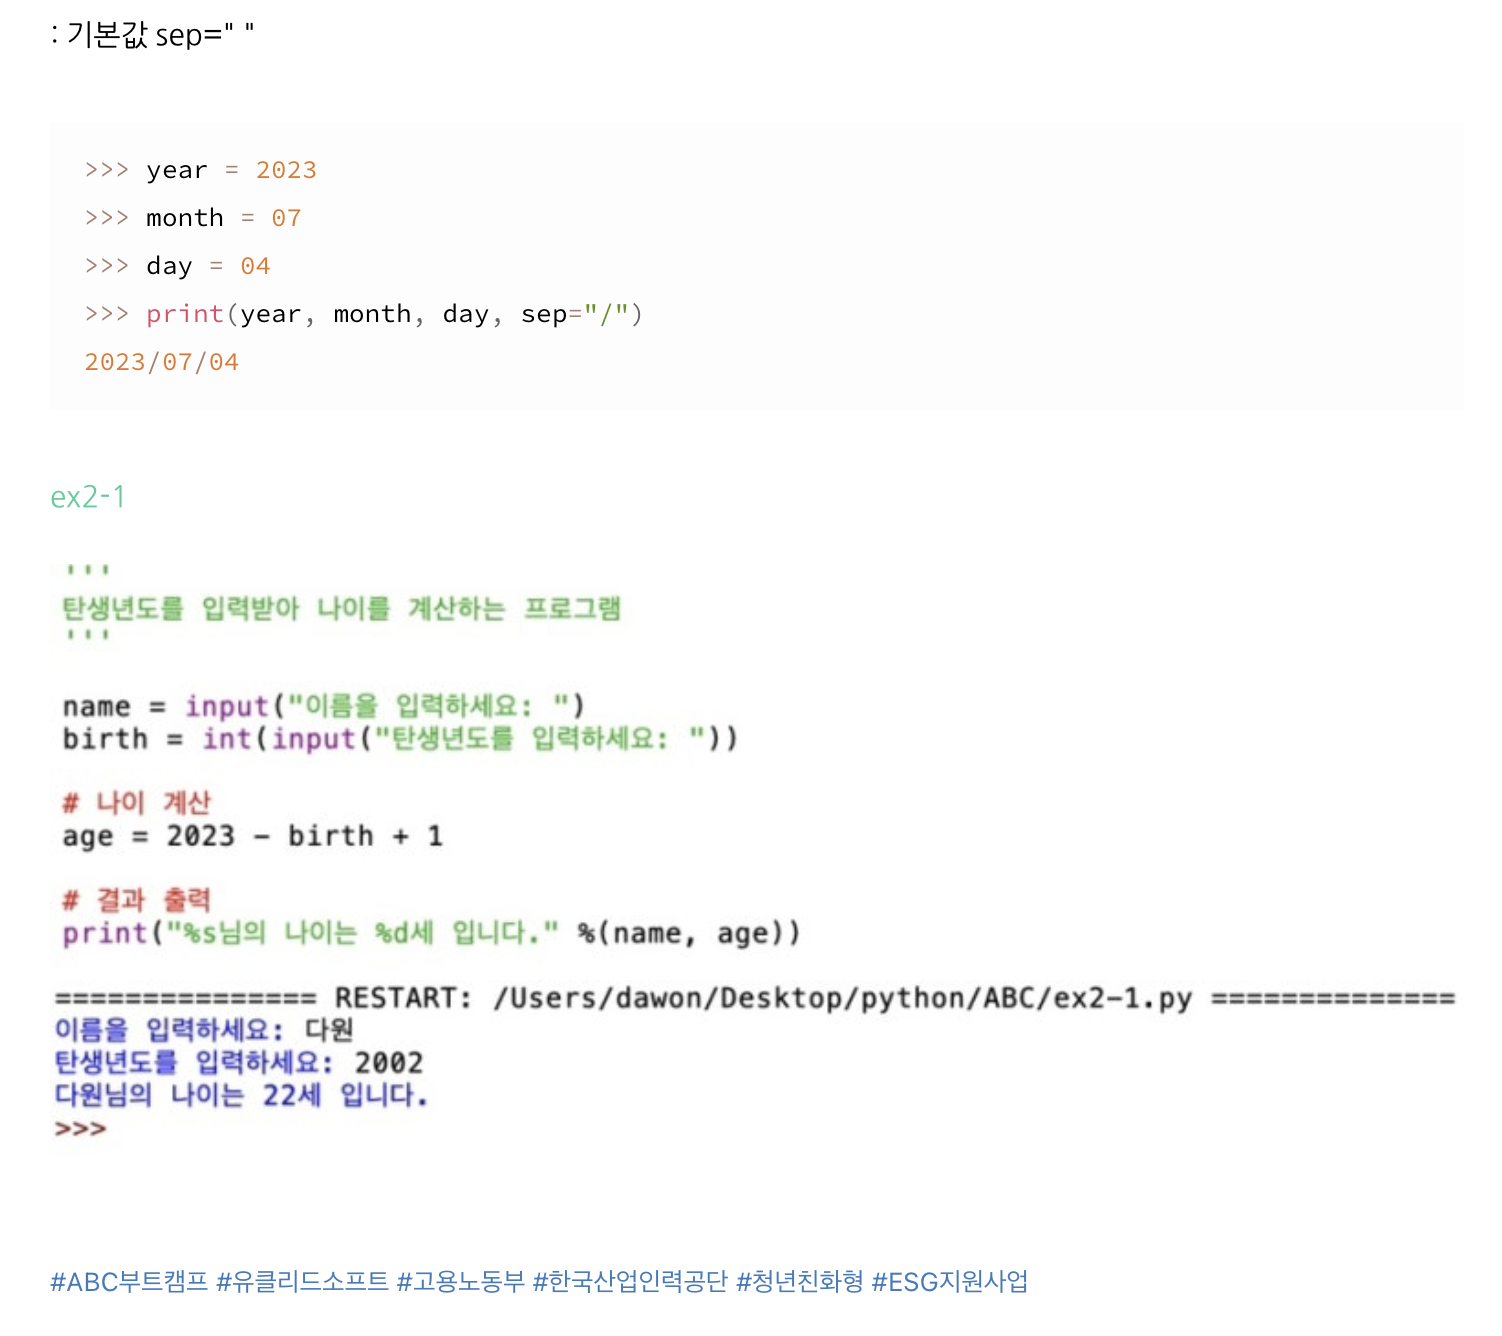 : 기본값 sep=" "
>>> year = 2023
>>> month = 07
>>> day = 04
>>> print(year, month, day, sep="/")
2023/07/04
ex2-1
'''
탄생년도를 입력받아 나이를 계산하는 프로그램
'''
name = input("이름을 입력하세요: ")
birth = int(input("탄생년도를 입력하세요: "))
# 나이 계산
age = 2023 - birth + 1
# 결과 출력
print("%s님의 나이는 %d세 입니다." %(name, age))
=============== RESTART: /Users/dawon/Desktop/python/ABC/ex2-1.py ==============
이름을 입력하세요: 다원
탄생년도를 입력하세요: 2002
다원님의 나이는 22세 입니다.
>>>
#ABC부트캠프 #유클리드소프트 #고용노동부 #한국산업인력공단 #청년친화형 #ESG지원사업